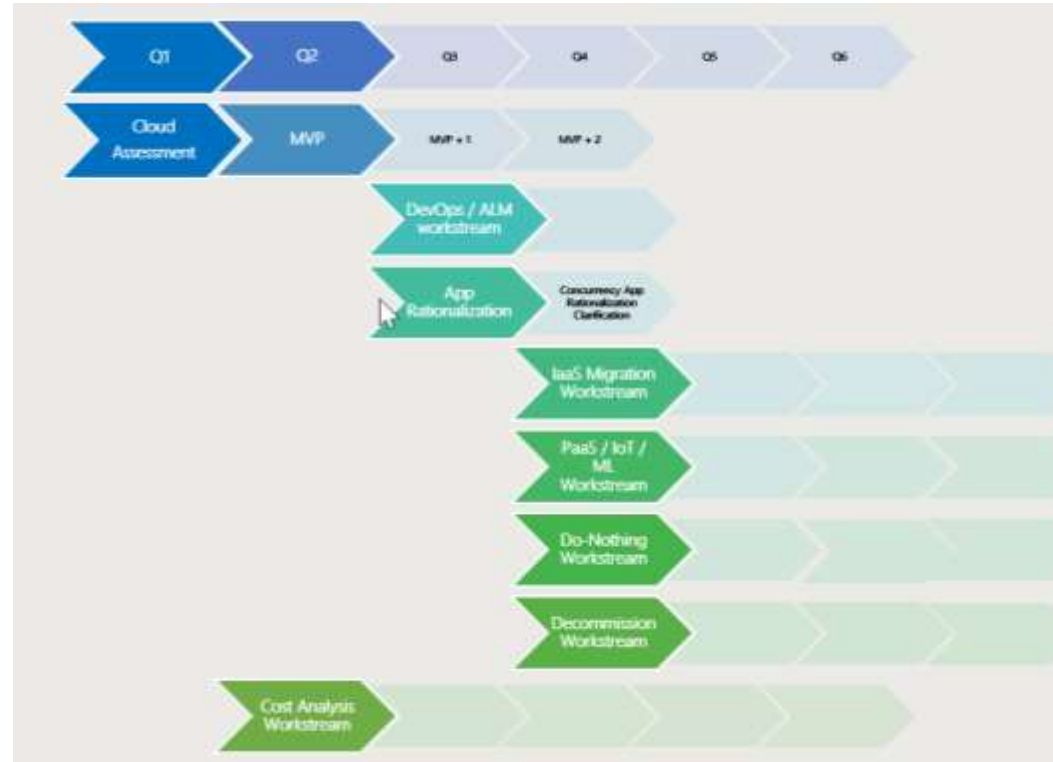 Q1
Q2
Q3
Q4
Q5
Q6
Cloud
Assessment
MVP
MVP + 1
MVP + 2
DevOps / ALM
workstream
App
Rationalization
Concurrency App
Rationalization
Clarification
IaaS Migration
Workstream
PaaS / IoT /
ML
Workstream
Do-Nothing
Workstream
Decommission
Workstream
Cost Analysis
Workstream